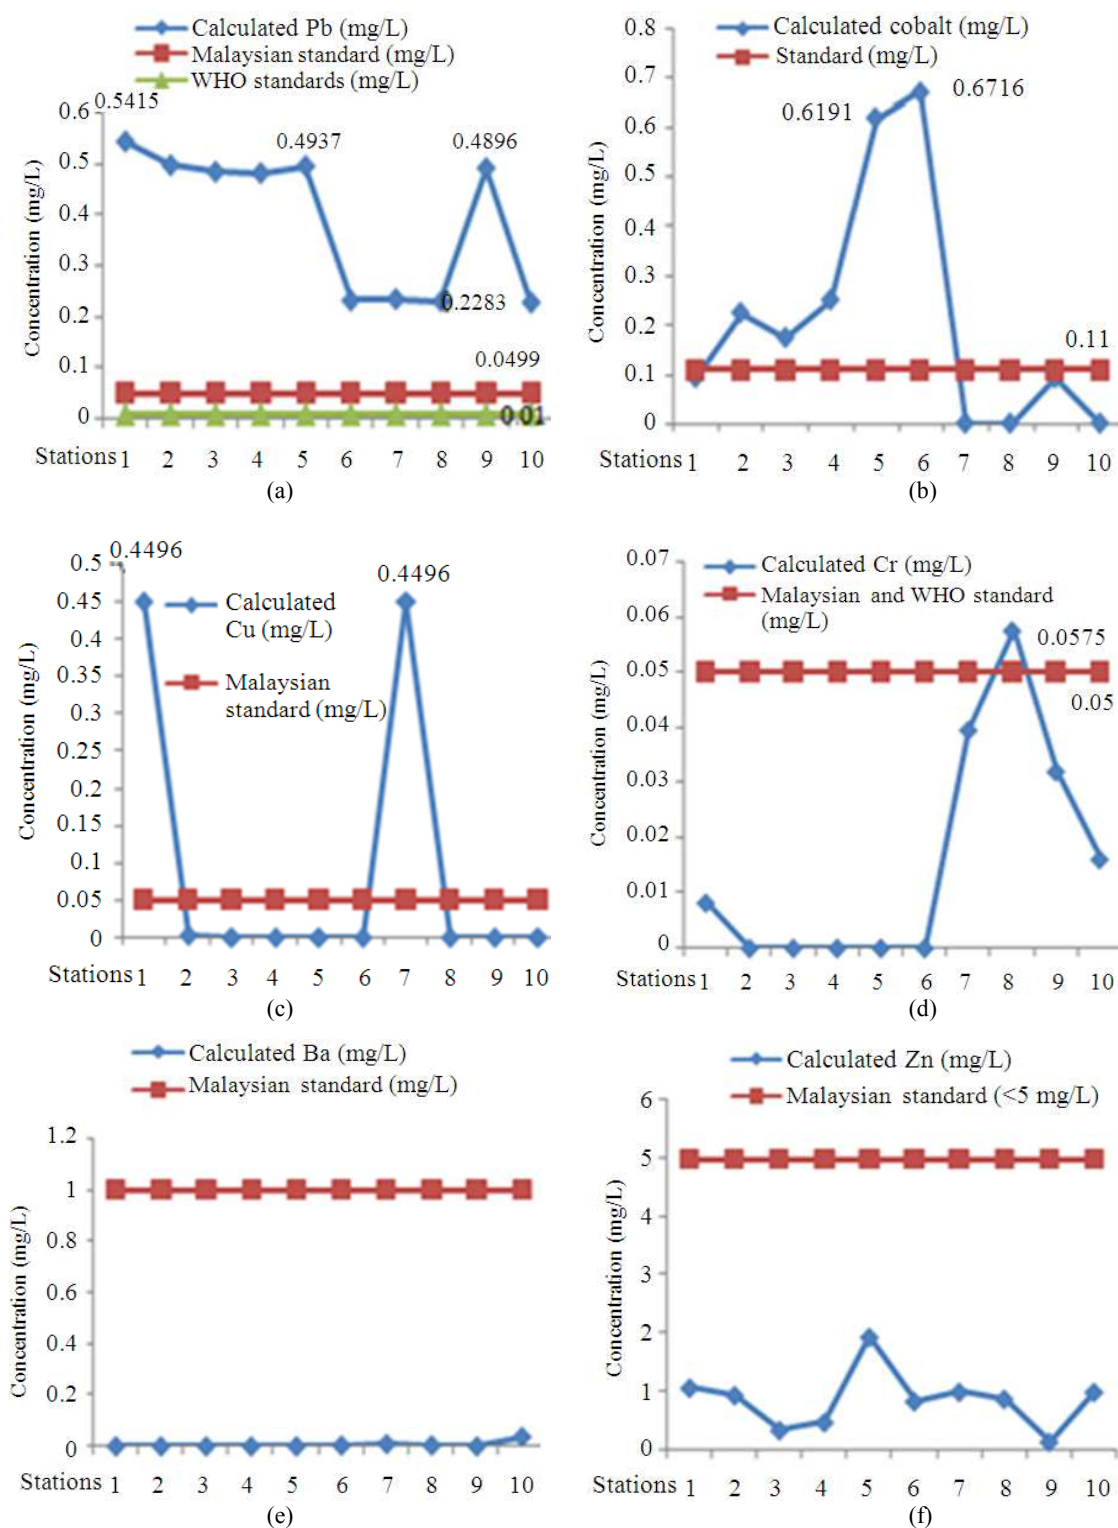 Calculated Pb (mg/L)
Malaysian standard (mg/L)
WHO standards (mg/L)
Concentration (mg/L)
0.6
0.5
0.4
0.3
0.2
0.1
0
0.5415
0.4937
0.4896
0.2283
0.0499
0.01
Stations 1 2 3 4 5 6 7 8 9 10
(a)
Calculated cobalt (mg/L)
Standard (mg/L)
Concentration (mg/L)
0.8
0.7
0.6
0.5
0.4
0.3
0.2
0.1
0
0.6191
0.6716
0.11
Stations 1 2 3 4 5 6 7 8 9 10
(b)
Calculated
Cu (mg/L)
Malaysian
standard (mg/L)
Concentration (mg/L)
0.5
0.45
0.4
0.35
0.3
0.25
0.2
0.15
0.1
0.05
0
0.4496
0.4496
Stations 1 2 3 4 5 6 7 8 9 10
(c)
Calculated Cr (mg/L)
Malaysian and WHO standard
(mg/L)
Concentration (mg/L)
0.07
0.06
0.05
0.04
0.03
0.02
0.01
0
0.0575
0.05
Stations 1 2 3 4 5 6 7 8 9 10
(d)
Calculated Ba (mg/L)
Malaysian standard (mg/L)
Concentration (mg/L)
1.2
1
0.8
0.6
0.4
0.2
0
Stations 1 2 3 4 5 6 7 8 9 10
(e)
Calculated Zn (mg/L)
Malaysian standard (<5 mg/L)
Concentration (mg/L)
6
5
4
3
2
1
0
Stations 1 2 3 4 5 6 7 8 9 10
(f)